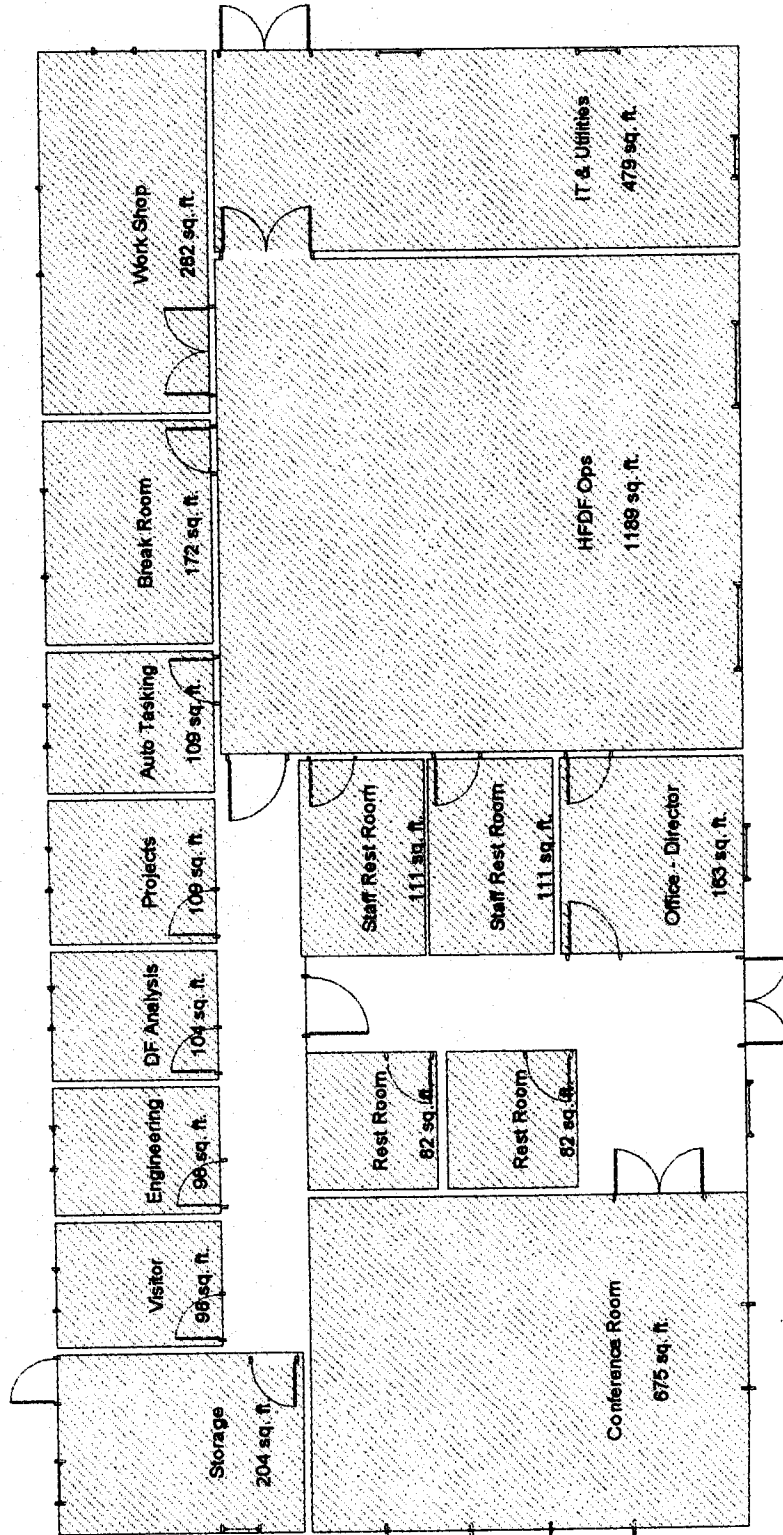 Storage
204 sq. ft.
Visitor
98 sq. ft.
Engineering
98 sq. ft.
DF Analysis
104 sq. ft.
Projects
109 sq. ft.
Auto Tasking
109 sq. ft.
Break Room
172 sq. ft.
Work Shop
282 sq. ft.
Rest Room
82 sq. ft.
Rest Room
82 sq. ft.
Staff Rest Room
111 sq. ft.
Staff Rest Room
111 sq. ft.
Conference Room
675 sq. ft.
Office - Director
163 sq. ft.
HFDF Ops
1189 sq. ft.
IT & Utilities
479 sq. ft.